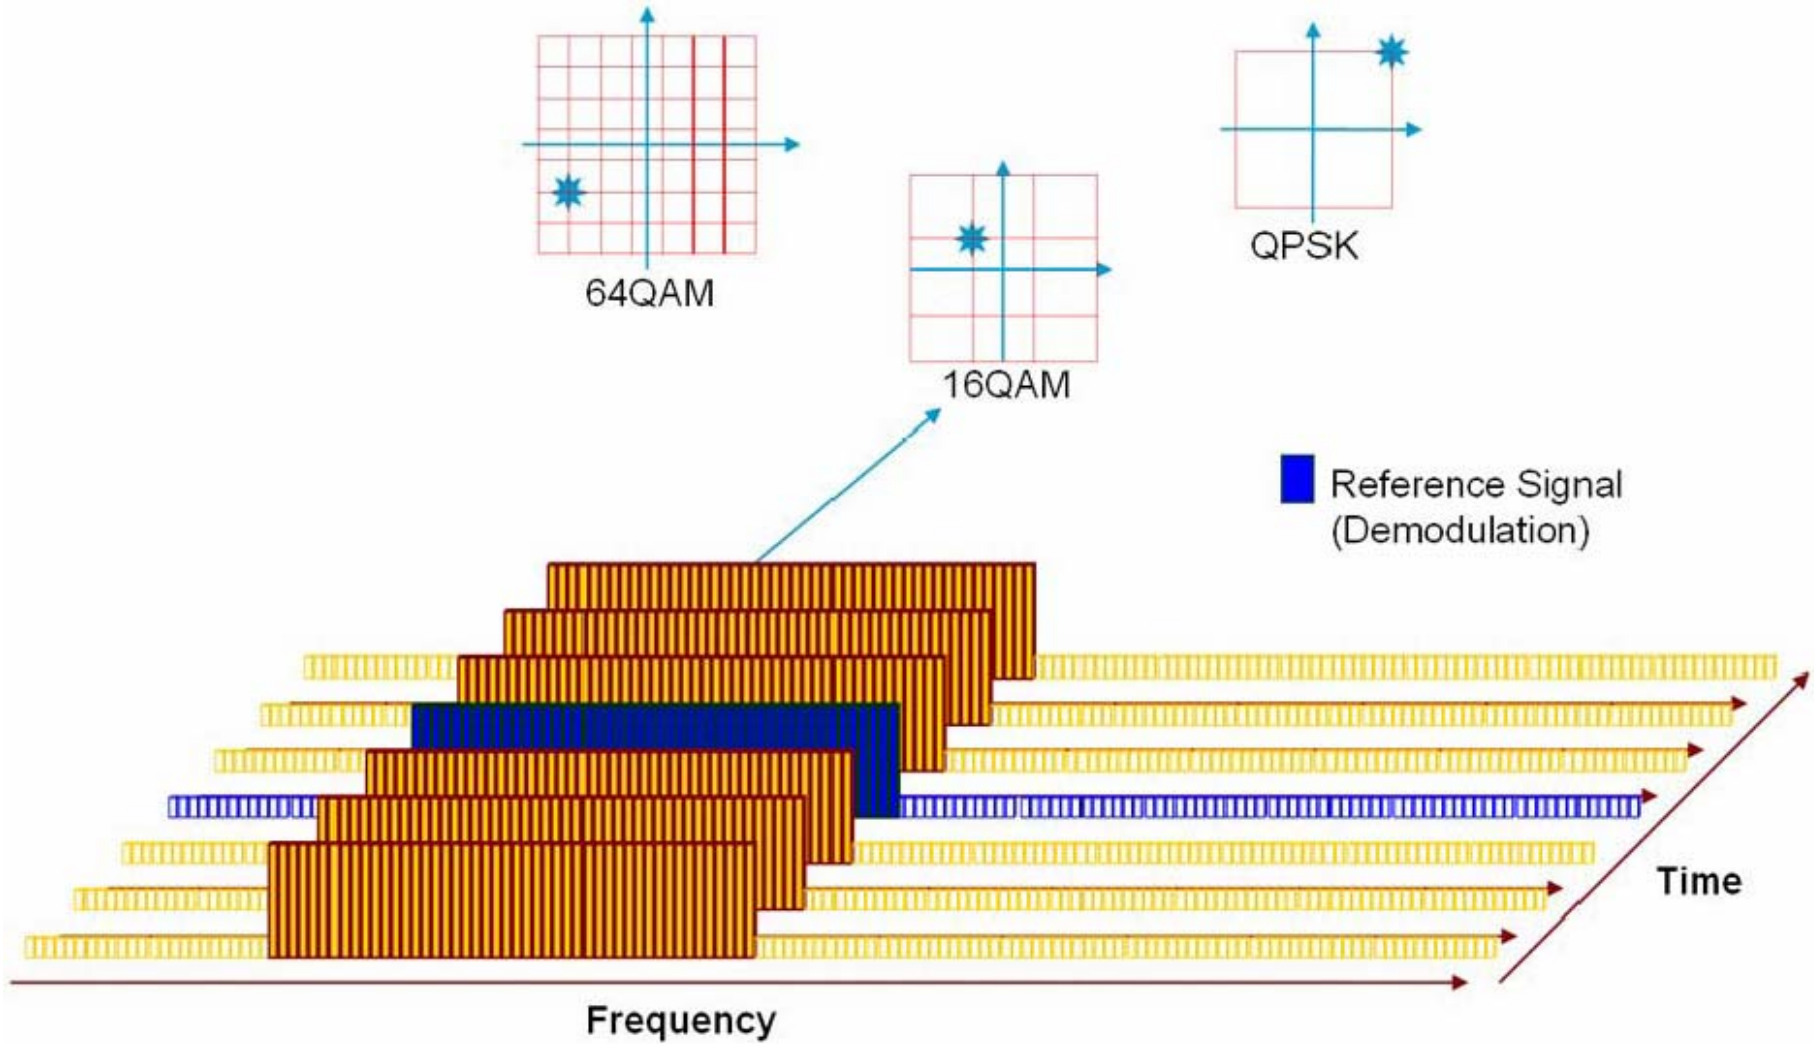 64QAM
QPSK
16QAM
Reference Signal
(Demodulation)
Time
Frequency